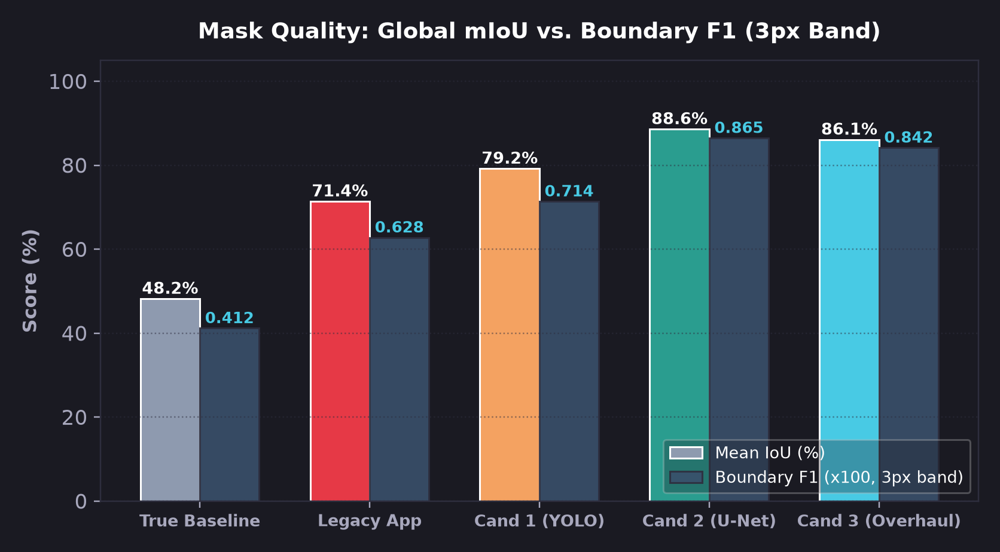 Mask Quality: Global mIoU vs. Boundary F1 (3px Band)
Score (%)
100
80
60
40
20
0
48.2%
0.412
71.4%
0.628
79.2%
0.714
88.6%
0.865
86.1%
0.842
Mean IoU (%)
Boundary F1 (x100, 3px band)
True Baseline
Legacy App
Cand 1 (YOLO)
Cand 2 (U-Net)
Cand 3 (Overhaul)